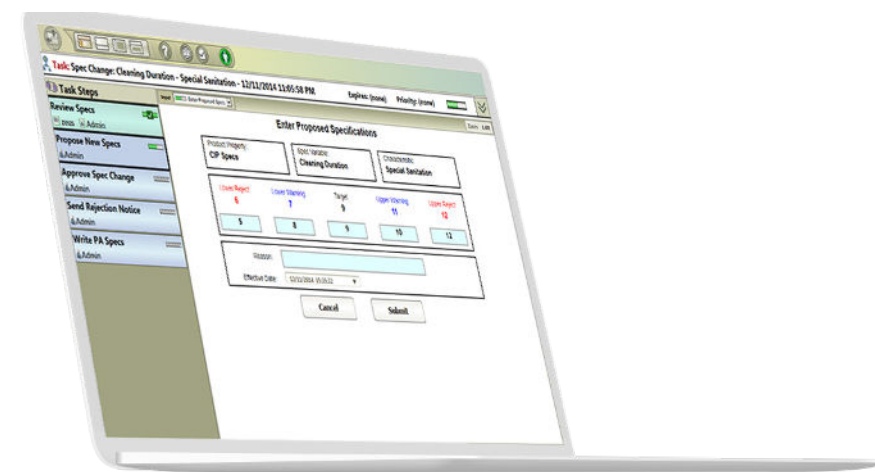 Task: Spec Change: Cleaning Duration - Special Sanitation - 12/11/2014 11:05:58 PM Expires: (none) Priority: (none)
Task Steps
Review Specs
Admin
Propose New Specs
Admin
Approve Spec Change
Admin
Send Rejection Notice
Admin
Write PA Specs
Admin
Enter Proposed Specifications
Product Property:
CIP Specs
Spec Variable:
Cleaning Duration
Characteristic:
Special Sanitation
Lower Reject Lower Warning Target Upper Warning Upper Reject
6 7 9 11 12
5 8 9 10 12
Reason:
Effective Date:
Cancel Submit